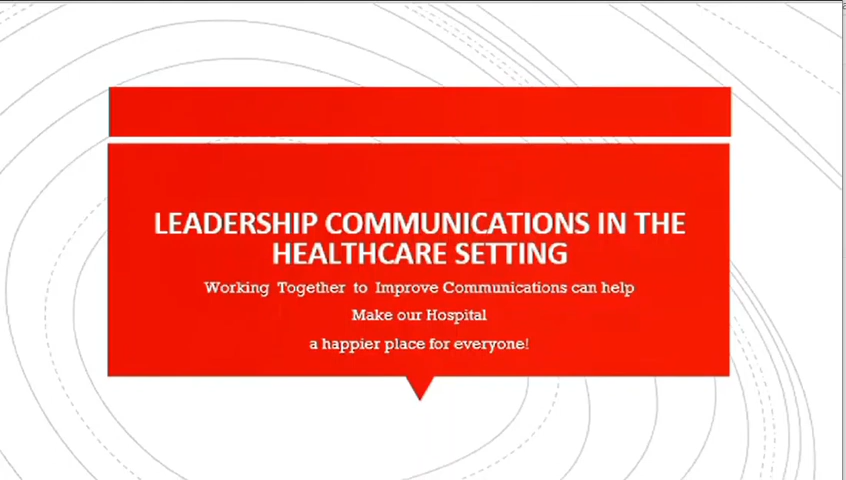 LEADERSHIP COMMUNICATIONS IN THE
HEALTHCARE SETTING
Working Together to Improve Communications can help
Make our Hospital
a happier place for everyone!